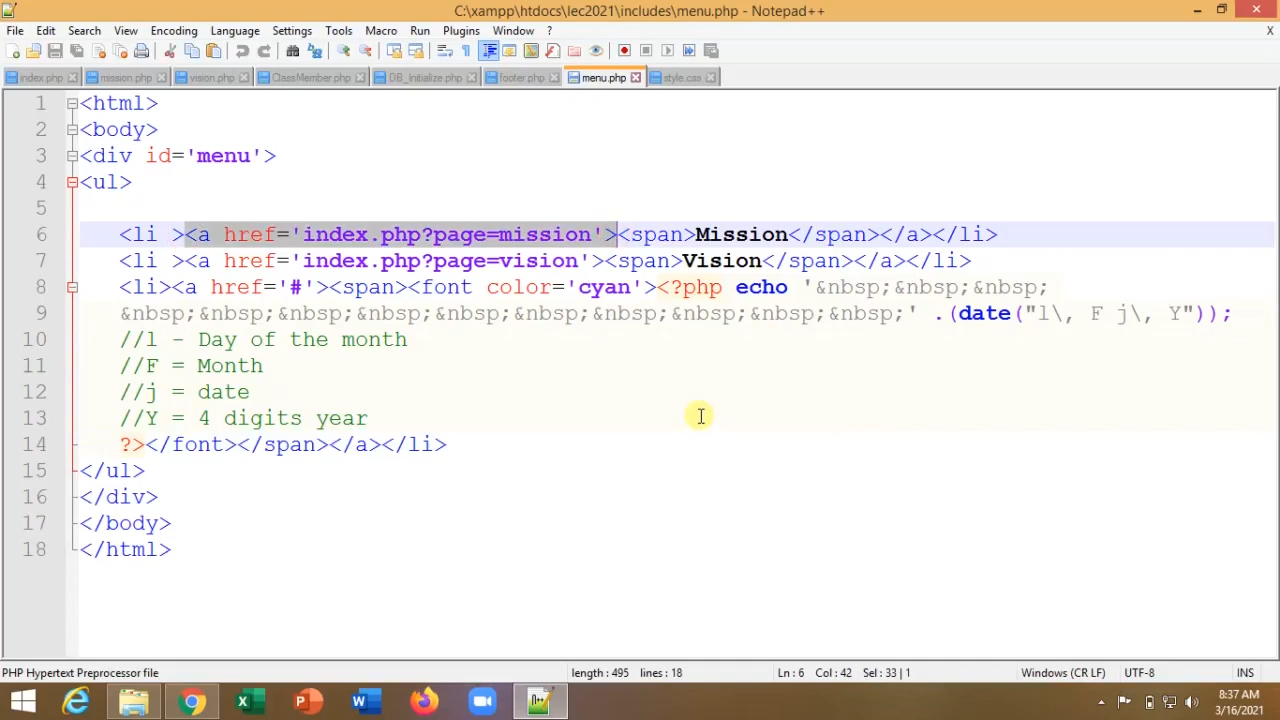 C:\xampp\htdocs\lec2021\includes\menu.php - Notepad++
File Edit Search View Encoding Language Settings Tools Macro Run Plugins Window ? X
index.php mission.php vision.php ClassMember.php DB_Initialize.php footer.php menu.php style.css
1 <html>
2 <body>
3 <div id='menu'>
4 <ul>
5
6 <li ><a href='index.php?page=mission'><span>Mission</span></a></li>
7 <li ><a href='index.php?page=vision'><span>Vision</span></a></li>
8 <li><a href='#'><span><font color='cyan'><?php echo '&nbsp;&nbsp;&nbsp;
9 &nbsp;&nbsp;&nbsp;&nbsp;&nbsp;&nbsp;&nbsp;&nbsp;&nbsp;&nbsp;' .(date("l\, F j\, Y"));
10 //l - Day of the month
11 //F = Month
12 //j = date
13 //Y = 4 digits year
14 ?></font></span></a></li>
15 </ul>
16 </div>
17 </body>
18 </html>
PHP Hypertext Preprocessor file length : 495 lines : 18 Ln : 6 Col : 42 Sel : 33 | 1 Windows (CR LF) UTF-8 INS
8:37 AM
3/16/2021